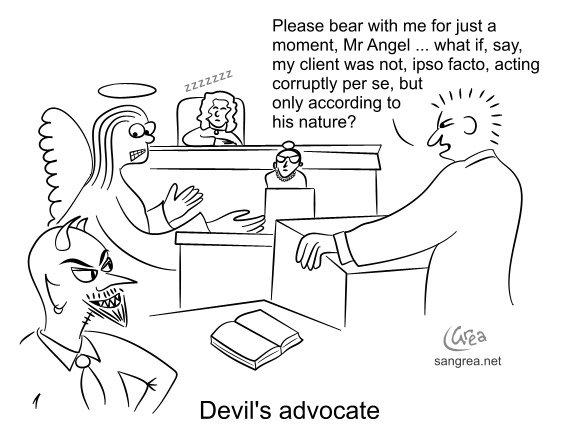 Please bear with me for just a
moment, Mr Angel ... what if, say,
my client was not, ipso facto, acting
corruptly per se, but
only according to
his nature?
zzzzzzz
Crea
sangrea.net
Devil's advocate